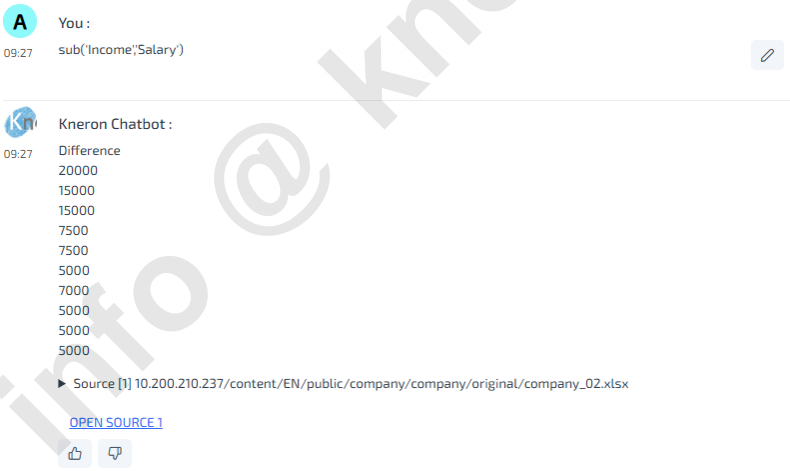 A
You :
09:27
sub('Income','Salary')
Kn
Kneron Chatbot :
09:27
Difference
20000
15000
15000
7500
7500
5000
7000
5000
5000
5000
Source [1] 10.200.210.237/content/EN/public/company/company/original/company_02.xlsx
OPEN SOURCE 1
info @ kn